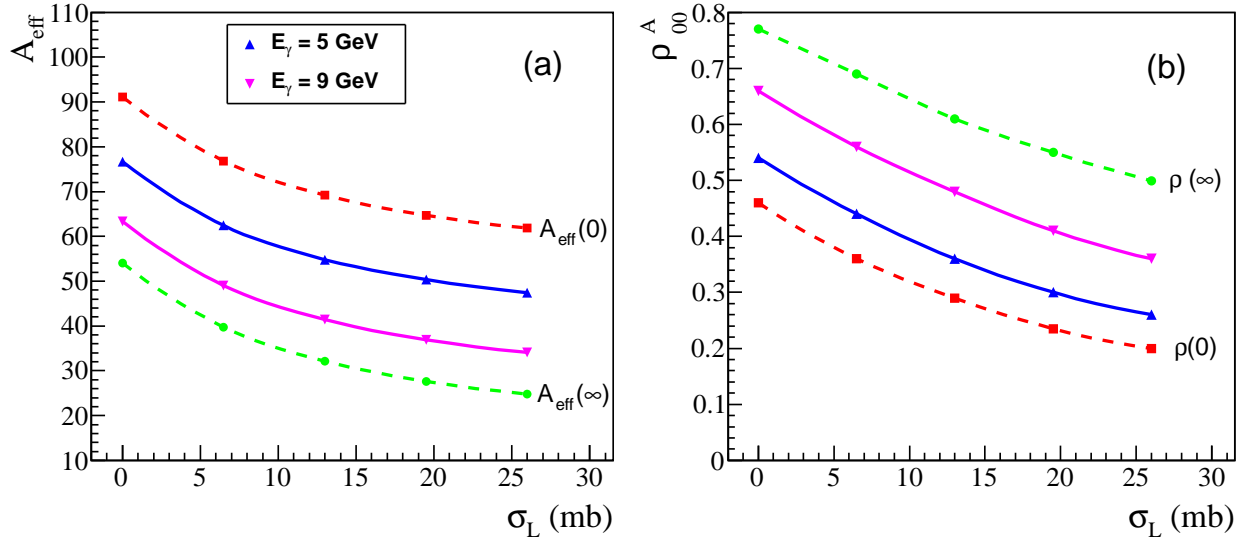 A_eff
110
100
90
80
70
60
50
40
30
20
10
E_γ = 5 GeV
E_γ = 9 GeV
(a)
A_eff(0)
A_eff(∞)
0 5 10 15 20 25 30
σ_L (mb)
ρ_00^A
0.8
0.7
0.6
0.5
0.4
0.3
0.2
0.1
0
(b)
ρ (∞)
ρ(0)
0 5 10 15 20 25 30
σ_L (mb)